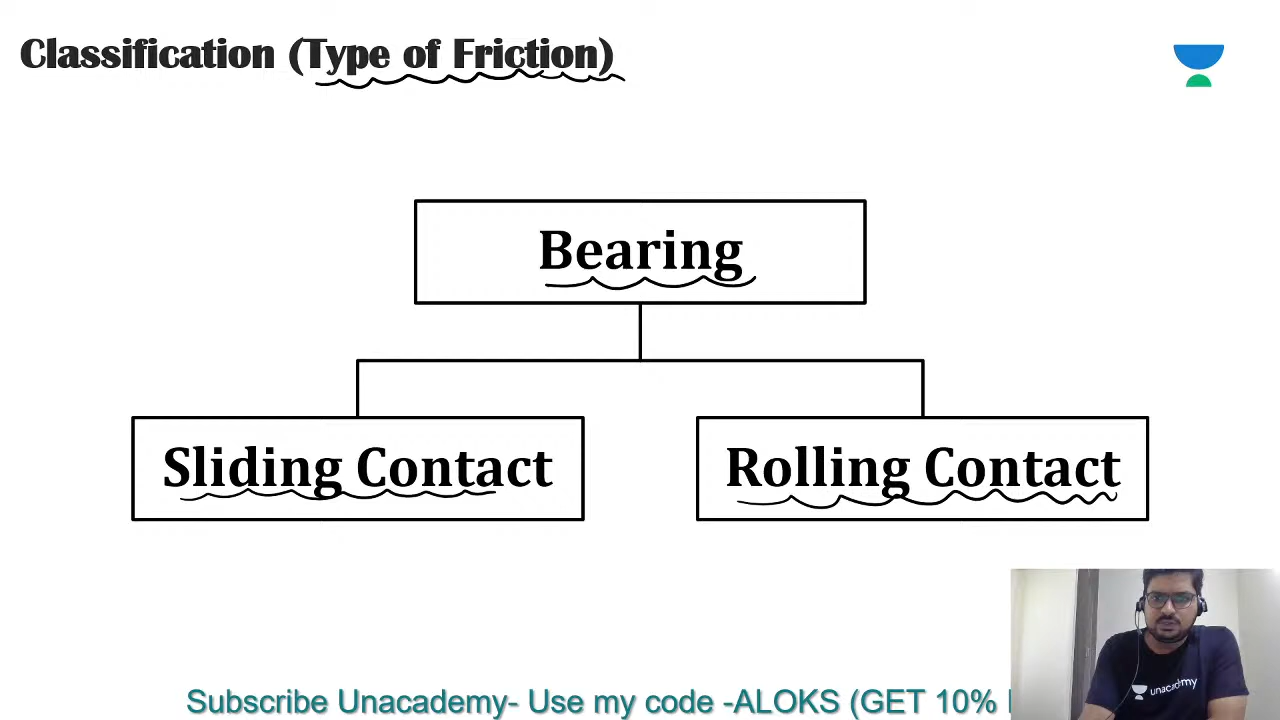 Classification (Type of Friction)
Bearing
Sliding Contact
Rolling Contact
unacademy
Subscribe Unacademy- Use my code -ALOKS (GET 10%